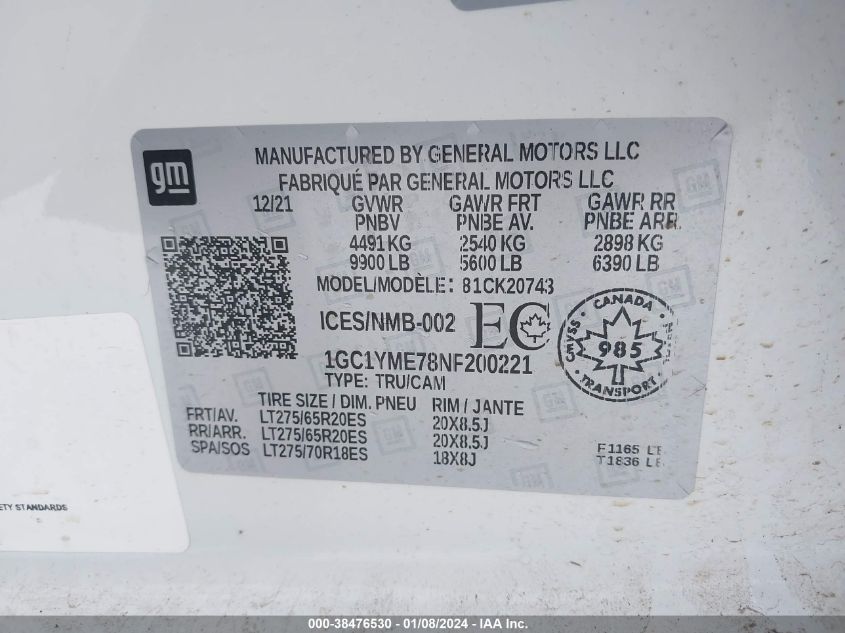 gm
MANUFACTURED BY GENERAL MOTORS LLC
FABRIQUÉ PAR GENERAL MOTORS LLC
12/21 GVWR GAWR FRT GAWR RR
PNBV PNBE AV. PNBE ARR.
4491 KG 2540 KG 2898 KG
9900 LB 5600 LB 6390 LB
MODEL/MODÈLE: 81CK20743
ICES/NMB-002 EC
CANADA
CMVSS
985
TRANSPORT
1GC1YME78NF200221
TYPE: TRU/CAM
TIRE SIZE / DIM. PNEU RIM / JANTE
FRT/AV. LT275/65R20ES 20X8.5J
RR/ARR. LT275/65R20ES 20X8.5J
SPA/SOS LT275/70R18ES 18X8J
F1165
T1836
STANDARDS
000-38476530 - 01/08/2024 - IAA Inc.